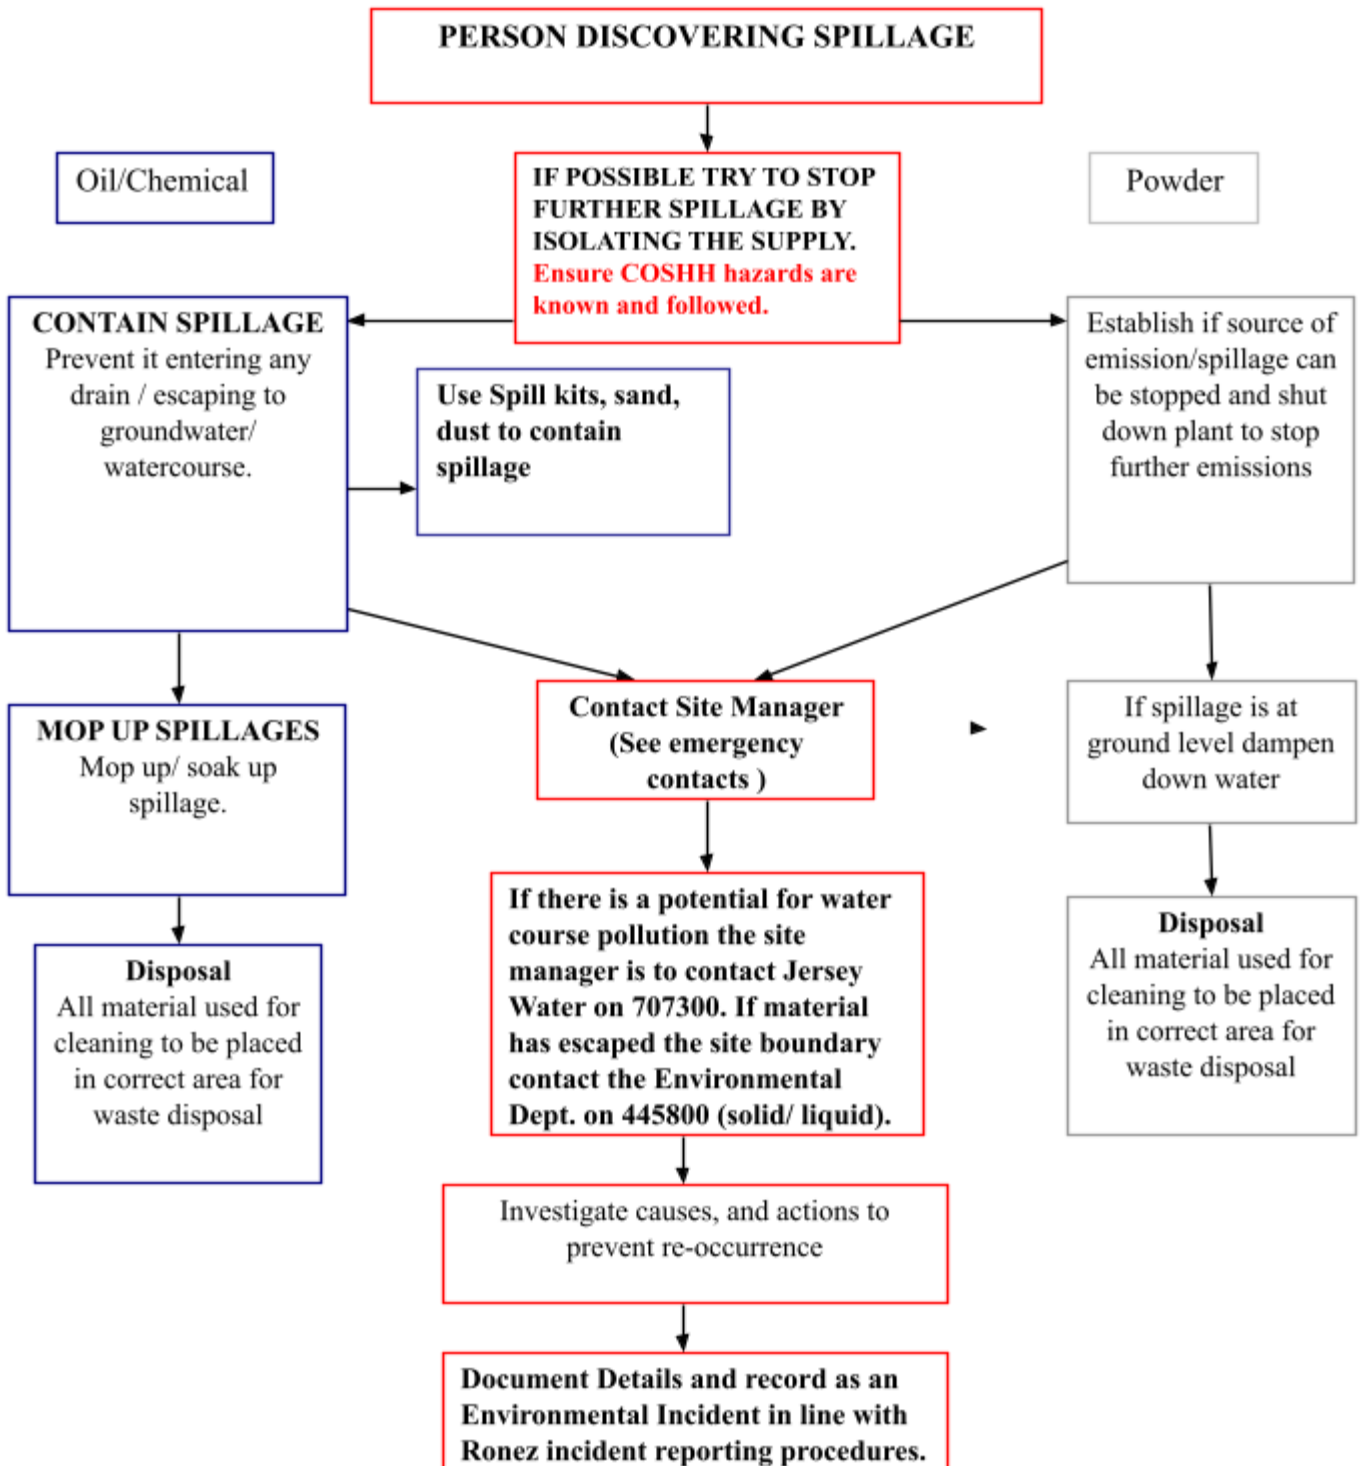 PERSON DISCOVERING SPILLAGE
Oil/Chemical
IF POSSIBLE TRY TO STOP
FURTHER SPILLAGE BY
ISOLATING THE SUPPLY.
Ensure COSHH hazards are
known and followed.
Powder
CONTAIN SPILLAGE
Prevent it entering any
drain / escaping to
groundwater/
watercourse.
Use Spill kits, sand,
dust to contain
spillage
Establish if source of
emission/spillage can
be stopped and shut
down plant to stop
further emissions
MOP UP SPILLAGES
Mop up/ soak up
spillage.
Contact Site Manager
(See emergency
contacts )
If spillage is at
ground level dampen
down water
Disposal
All material used for
cleaning to be placed
in correct area for
waste disposal
If there is a potential for water
course pollution the site
manager is to contact Jersey
Water on 707300. If material
has escaped the site boundary
contact the Environmental
Dept. on 445800 (solid/ liquid).
Disposal
All material used for
cleaning to be placed
in correct area for
waste disposal
Investigate causes, and actions to
prevent re-occurrence
Document Details and record as an
Environmental Incident in line with
Ronez incident reporting procedures.